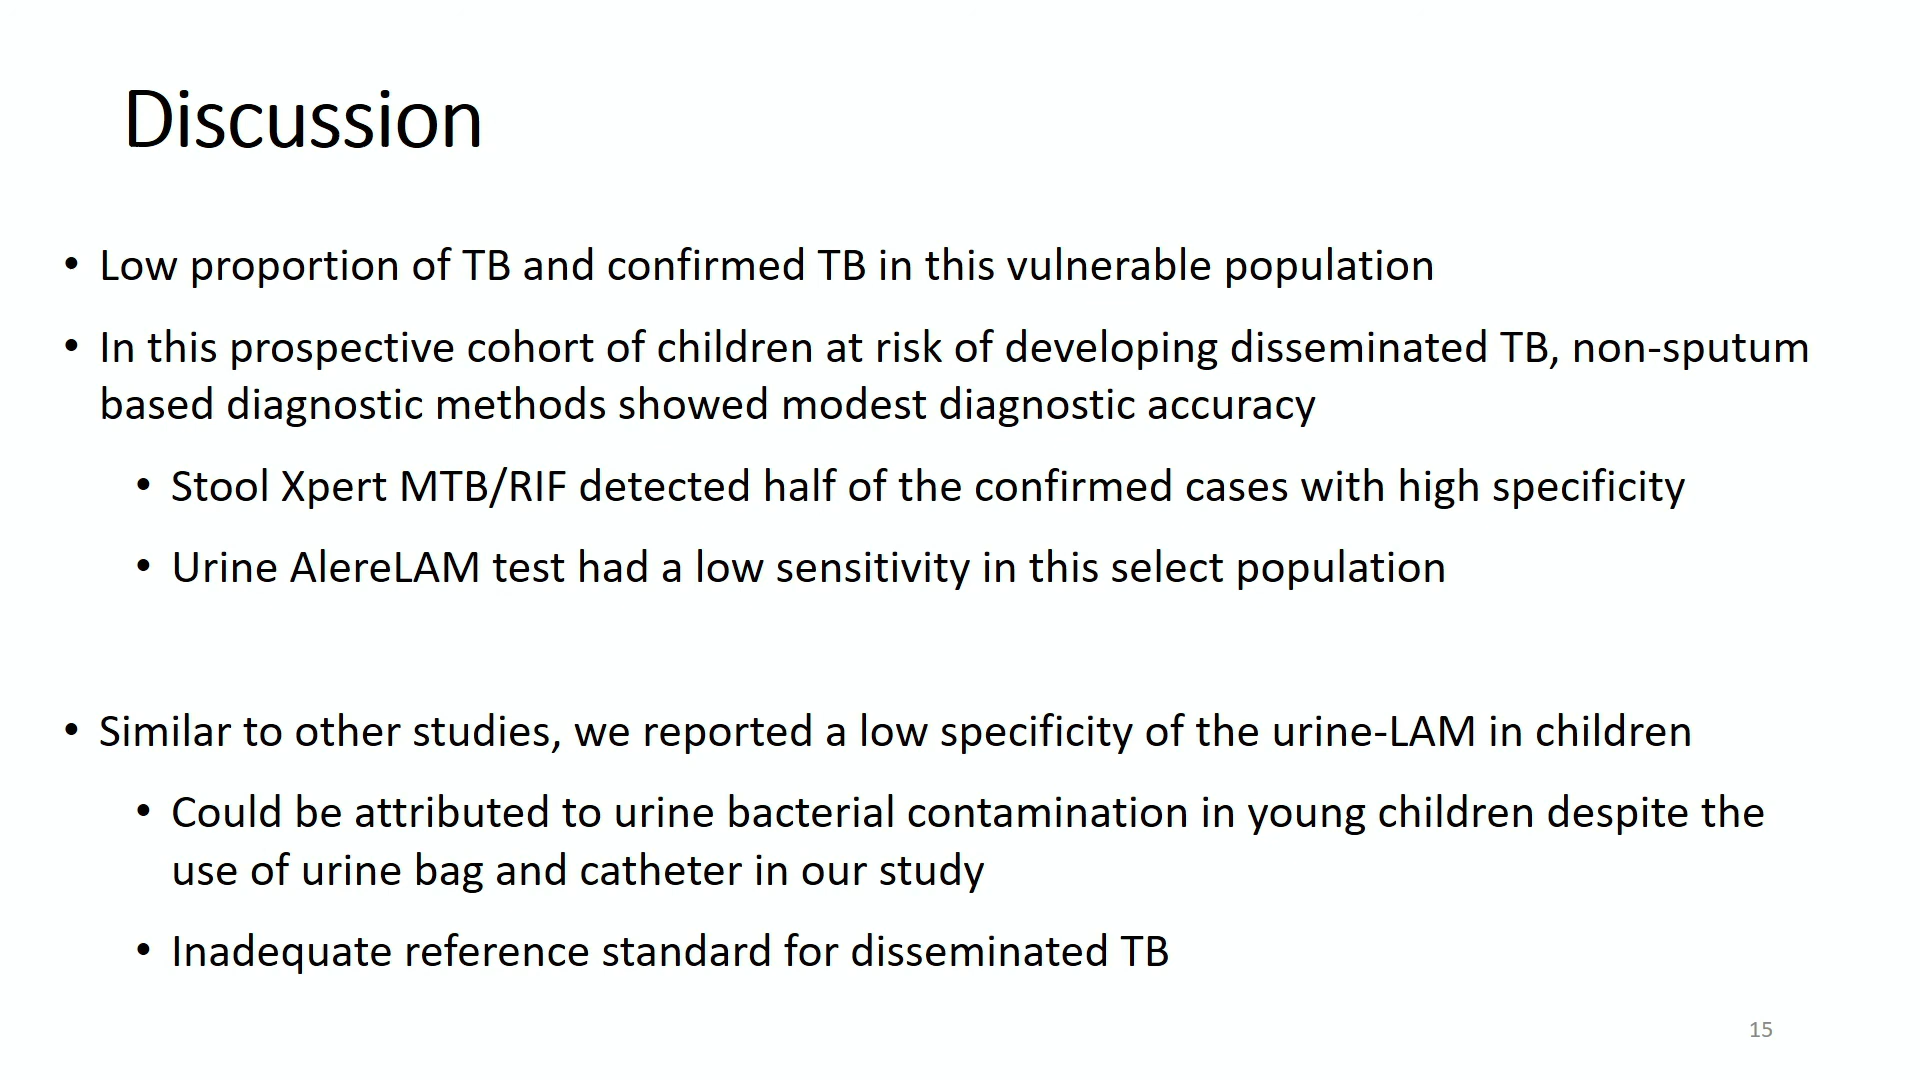 Discussion
• Low proportion of TB and confirmed TB in this vulnerable population
• In this prospective cohort of children at risk of developing disseminated TB, non-sputum
based diagnostic methods showed modest diagnostic accuracy
• Stool Xpert MTB/RIF detected half of the confirmed cases with high specificity
• Urine AlereLAM test had a low sensitivity in this select population
• Similar to other studies, we reported a low specificity of the urine-LAM in children
• Could be attributed to urine bacterial contamination in young children despite the
use of urine bag and catheter in our study
• Inadequate reference standard for disseminated TB
15